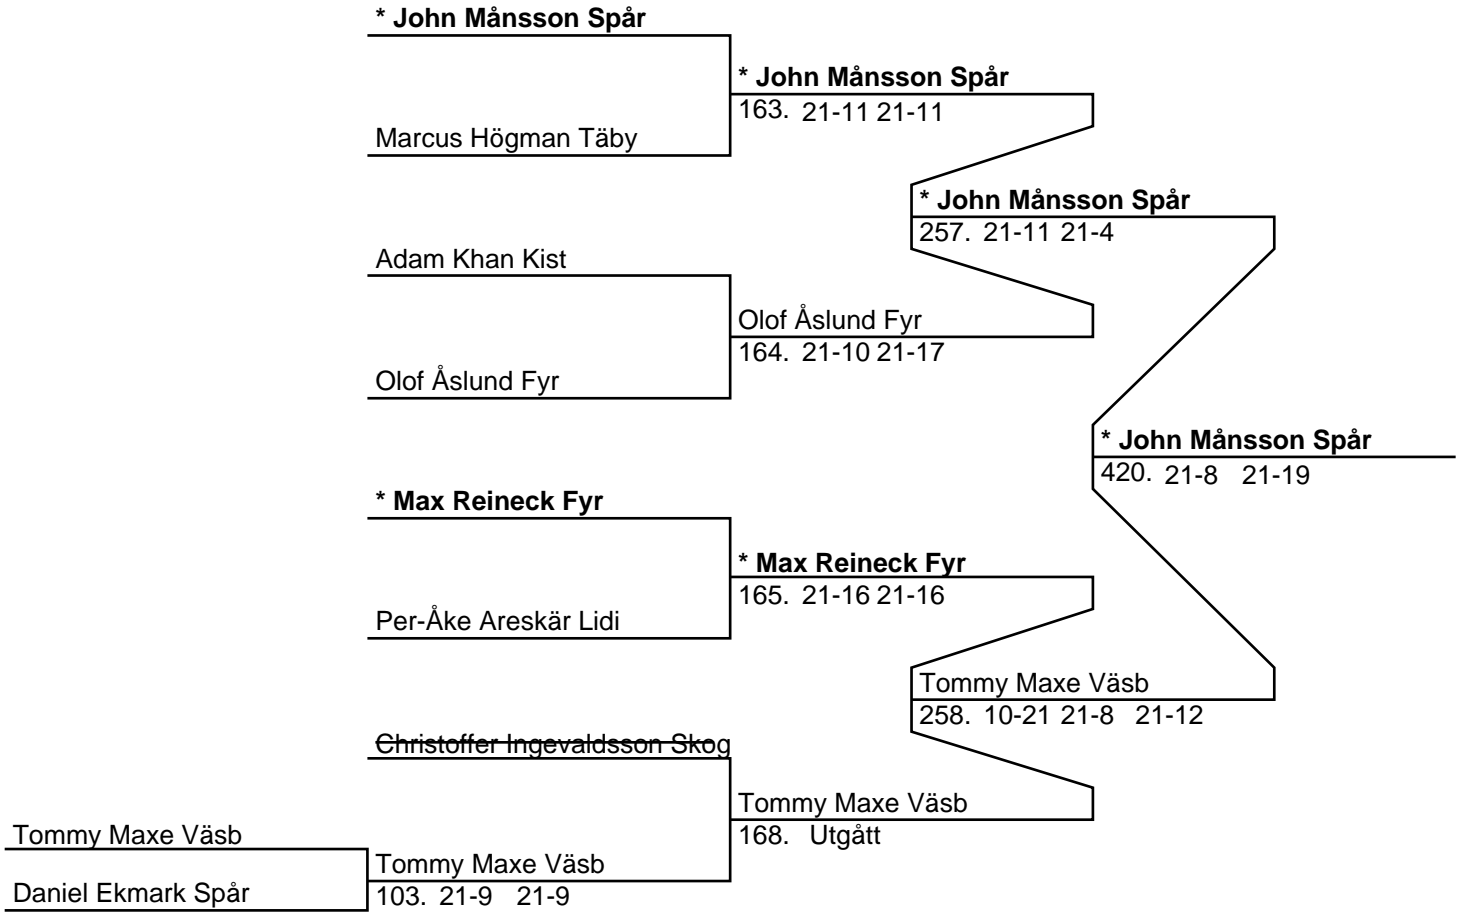 * John Månsson Spår
* John Månsson Spår
163. 21-11 21-11
Marcus Högman Täby
* John Månsson Spår
257. 21-11 21-4
Adam Khan Kist
Olof Åslund Fyr
164. 21-10 21-17
Olof Åslund Fyr
* John Månsson Spår
420. 21-8 21-19
* Max Reineck Fyr
* Max Reineck Fyr
165. 21-16 21-16
Per-Åke Areskär Lidi
Tommy Maxe Väsb
258. 10-21 21-8 21-12
Christoffer Ingevaldsson Skog
Tommy Maxe Väsb
168. Utgått
Tommy Maxe Väsb
Tommy Maxe Väsb
103. 21-9 21-9
Daniel Ekmark Spår